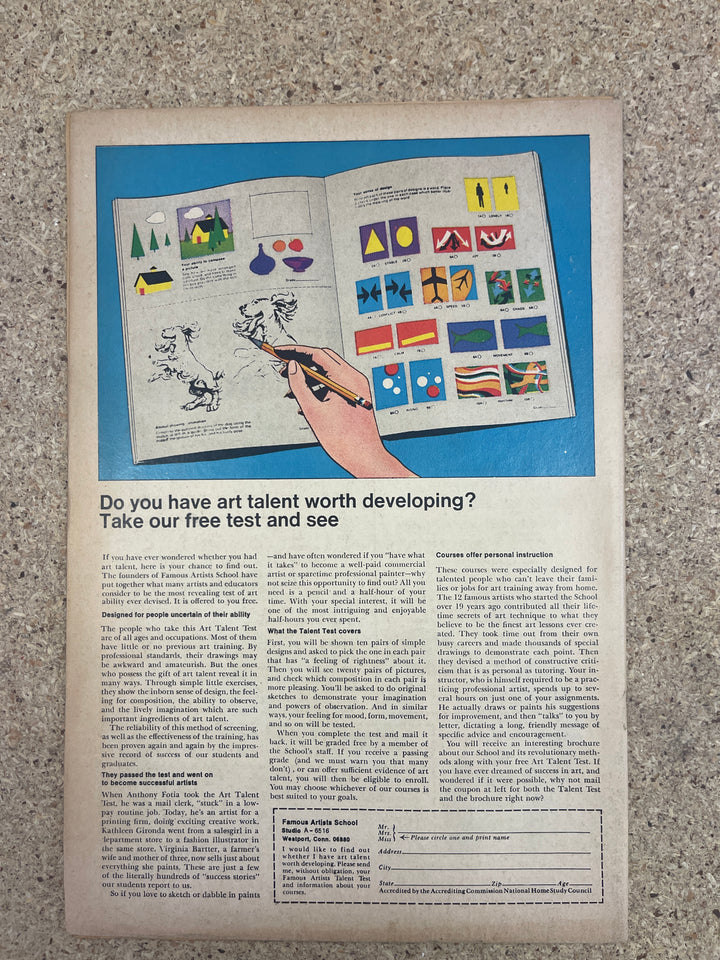 Your sense of design
Your ability to compose
a picture
1A LONELY 1B
2A STABLE 2B
3A JOY 3B
4A CONFLICT 4B
5A SPEED 5B
6A SHADE 6B
7A CALM 7B
8A MOVEMENT 8B
9A RISING 9B
Do you have art talent worth developing?
Take our free test and see
If you have ever wondered whether you had
art talent, here is your chance to find out.
The founders of Famous Artists School have
put together what many artists and educators
consider to be the most revealing test of art
ability ever devised. It is offered to you free.
Designed for people uncertain of their ability
The people who take this Art Talent Test
are of all ages and occupations. Most of them
have little or no previous art training. By
professional standards, their drawings may
be awkward and amateurish. But the ones
who possess the gift of art talent reveal it in
many ways. Through simple little exercises,
they show the inborn sense of design, the feel-
ing for composition, the ability to observe,
and the lively imagination which are such
important ingredients of art talent.
The reliability of this method of screening,
as well as the effectiveness of the training, has
been proven again and again by the impres-
sive record of success of our students and
graduates.
They passed the test and went on
to become successful artists
When Anthony Fotia took the Art Talent
Test, he was a mail clerk, "stuck" in a low-
pay routine job. Today, he's an artist for a
printing firm, doing exciting creative work.
Kathleen Gironda went from a salesgirl in a
department store to a fashion illustrator in
the same store. Virginia Bartter, a farmer's
wife and mother of three, now sells just about
everything she paints. These are just a few
of the literally hundreds of "success stories"
our students report to us.
So if you love to sketch or dabble in paints
—and have often wondered if you "have what
it takes" to become a well-paid commercial
artist or sparetime professional painter—why
not seize this opportunity to find out? All you
need is a pencil and a half-hour of your
time. With your special interest, it will be
one of the most intriguing and enjoyable
half-hours you ever spent.
What the Talent Test covers
First, you will be shown ten pairs of simple
designs and asked to pick the one in each pair
that has "a feeling of rightness" about it.
Then you will see twenty pairs of pictures,
and check which composition in each pair is
more pleasing. You'll be asked to do original
sketches to demonstrate your imagination
and powers of observation. And in similar
ways, your feeling for mood, form, movement,
and so on will be tested.
When you complete the test and mail it
back, it will be graded free by a member of
the School's staff. If you receive a passing
grade (and we must warn you that many
don't), or can offer sufficient evidence of art
talent, you will then be eligible to enroll.
You may choose whichever of our courses is
best suited to your goals.
Courses offer personal instruction
These courses were especially designed for
talented people who can't leave their fami-
lies or jobs for art training away from home.
The 12 famous artists who started the School
over 19 years ago contributed all their life-
time secrets of art technique to what they
believe to be the finest art lessons ever cre-
ated. They took time out from their own
busy careers and made thousands of special
drawings to demonstrate each point. Then
they devised a method of constructive criti-
cism that is as personal as tutoring. Your in-
structor, who is himself required to be a prac-
ticing professional artist, spends up to sev-
eral hours on just one of your assignments.
He actually draws or paints his suggestions
for improvement, and then "talks" to you by
letter, dictating a long, friendly message of
specific advice and encouragement.
You will receive an interesting brochure
about our School and its revolutionary meth-
ods along with your free Art Talent Test. If
you have ever dreamed of success in art, and
wondered if it were possible, why not mail
the coupon at left for both the Talent Test
and the brochure right now?
Famous Artists School
Studio A-6516
Westport, Conn. 06880
I would like to find out
whether I have art talent
worth developing. Please send
me, without obligation, your
Famous Artists Talent Test
and information about your
courses.
Mr.
Mrs.
Miss
Please circle one and print name
Address
City
State Zip Age
Accredited by the Accrediting Commission National Home Study Council